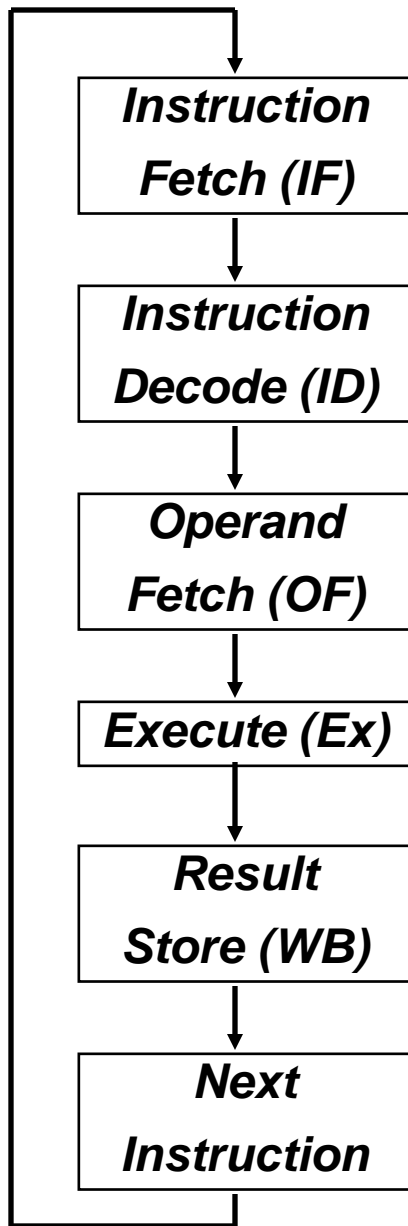 Instruction
Fetch (IF)
Instruction
Decode (ID)
Operand
Fetch (OF)
Execute (Ex)
Result
Store (WB)
Next
Instruction